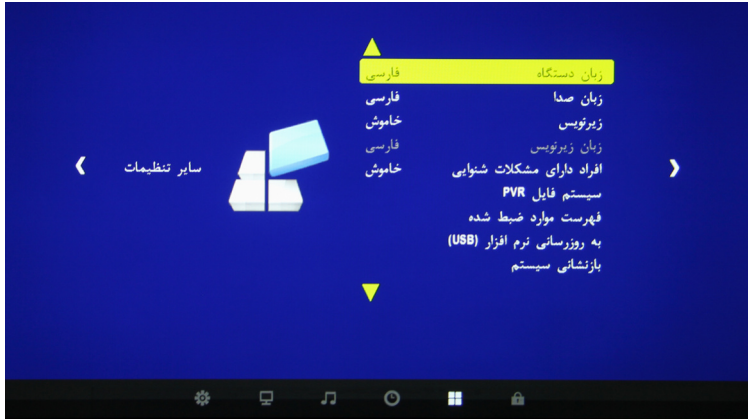 زبان دستگاه فارسی
زبان صدا فارسی
زیرنویس خاموش
زبان زیرنویس فارسی
افراد دارای مشکلات شنوایی خاموش
سیستم فایل PVR
فهرست موارد ضبط شده
به روزرسانی نرم افزار (USB)
بازنشانی سیستم
سایر تنظیمات